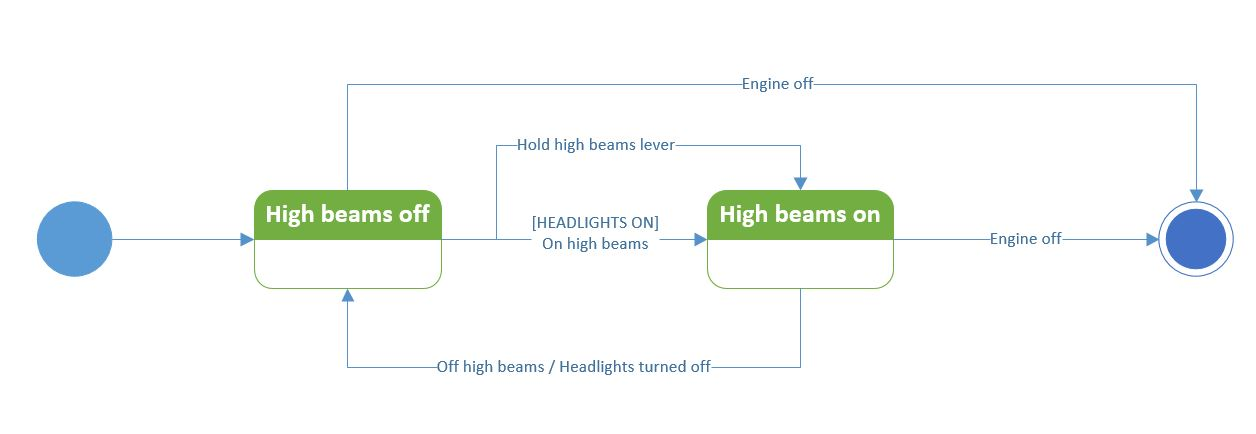 Engine off
Hold high beams lever
High beams off
[HEADLIGHTS ON]
On high beams
High beams on
Engine off
Off high beams / Headlights turned off